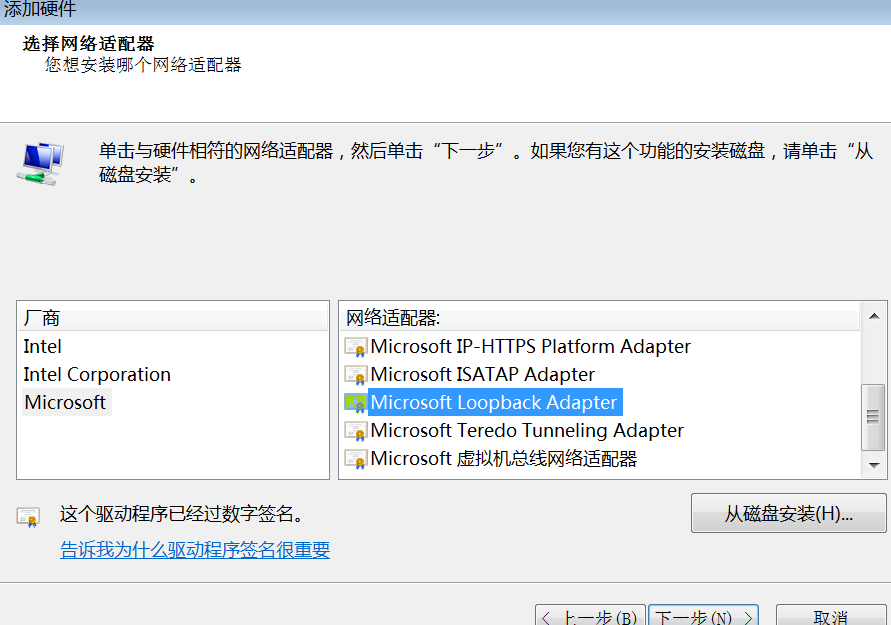 添加硬件
选择网络适配器
您想安装哪个网络适配器
单击与硬件相符的网络适配器，然后单击“下一步”。如果您有这个功能的安装磁盘，请单击“从
磁盘安装”。
厂商
Intel
Intel Corporation
Microsoft
网络适配器:
Microsoft IP-HTTPS Platform Adapter
Microsoft ISATAP Adapter
Microsoft Loopback Adapter
Microsoft Teredo Tunneling Adapter
Microsoft 虚拟机总线网络适配器
这个驱动程序已经过数字签名。
告诉我为什么驱动程序签名很重要
从磁盘安装(H)...
< 上一步(B)
下一步(N) >
取消